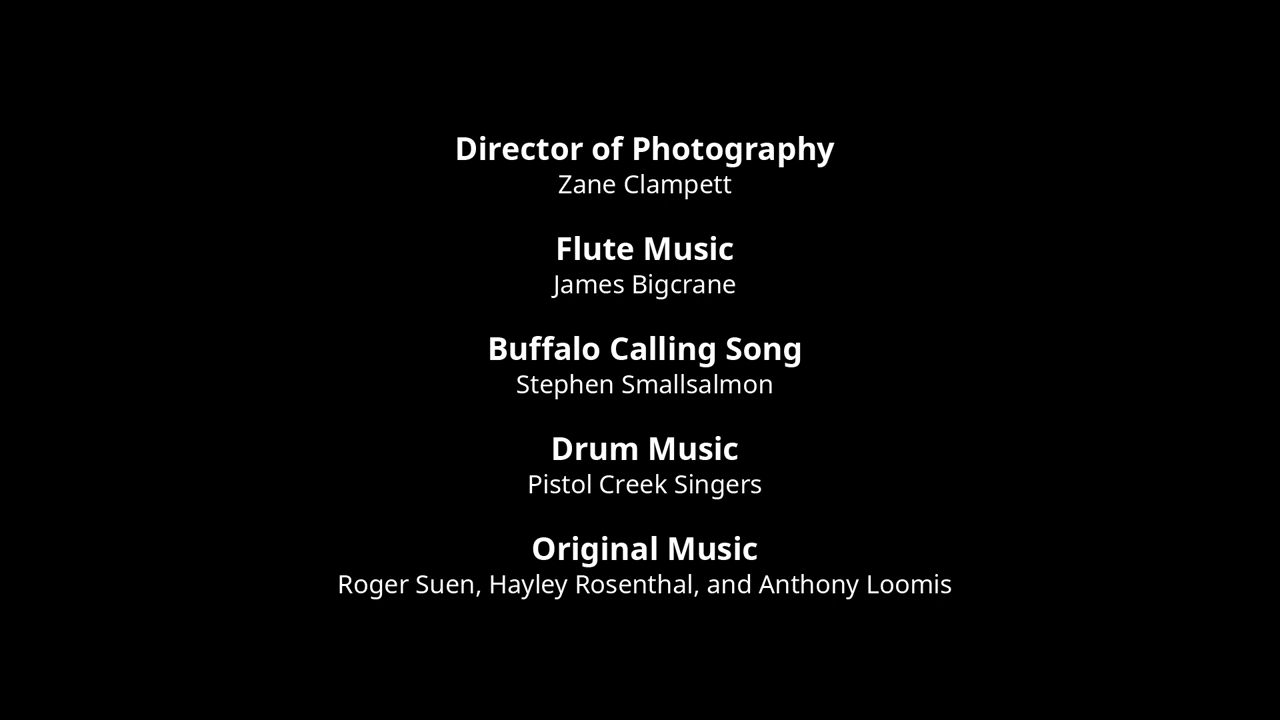 Director of Photography
Zane Clampett
Flute Music
James Bigcrane
Buffalo Calling Song
Stephen Smallsalmon
Drum Music
Pistol Creek Singers
Original Music
Roger Suen, Hayley Rosenthal, and Anthony Loomis